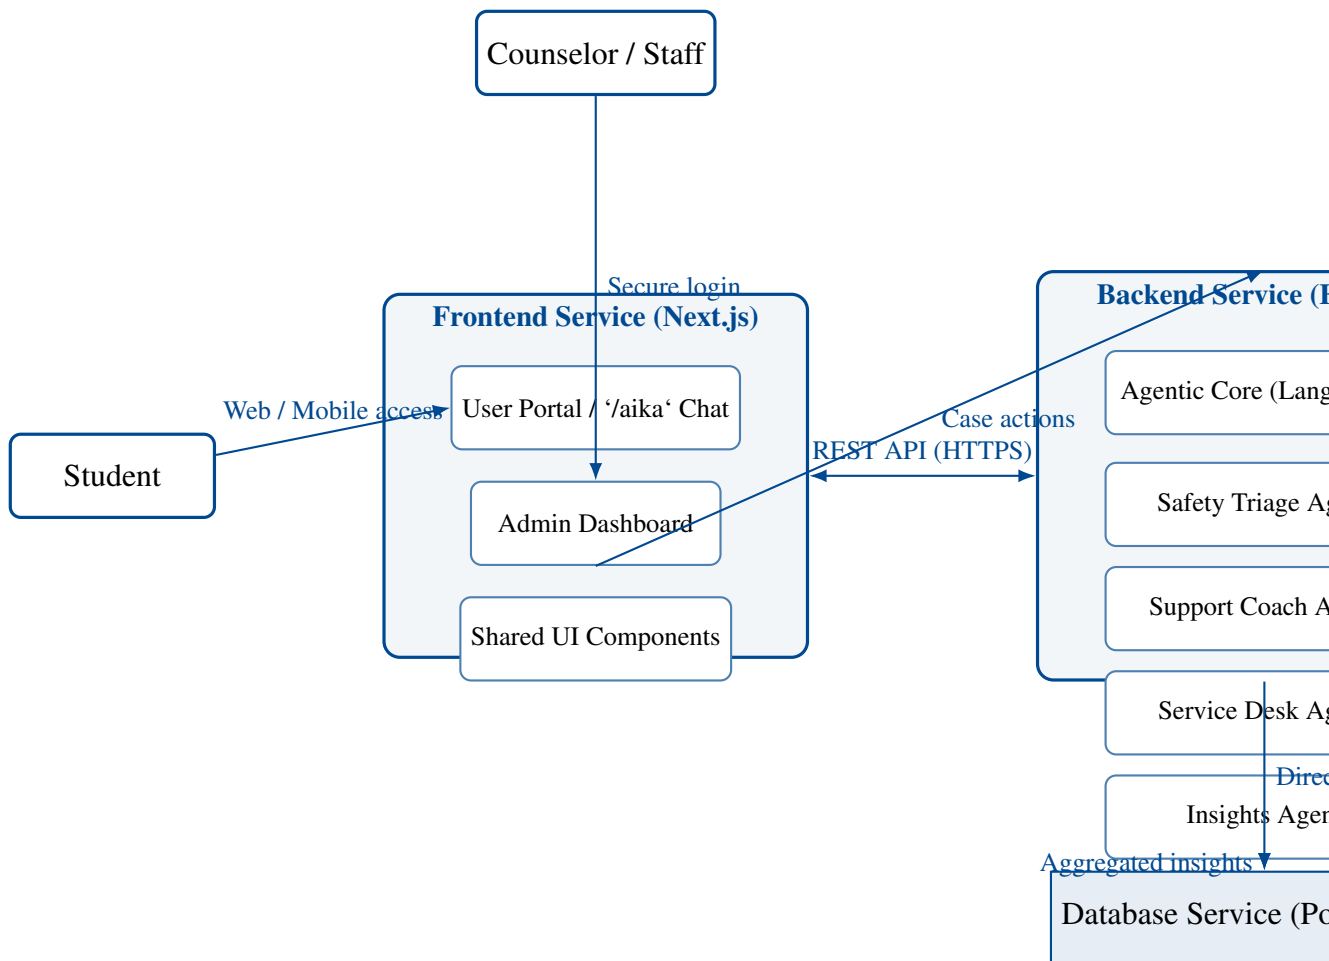 Counselor / Staff
Secure login
Frontend Service (Next.js)
Backend Service (
Web / Mobile access
User Portal / ‘/aika‘ Chat
Agentic Core (Lang
Case actions
REST API (HTTPS)
Student
Admin Dashboard
Safety Triage
Support Coach
Shared UI Components
Service Desk
Insights
Aggregated insights
Database Service (